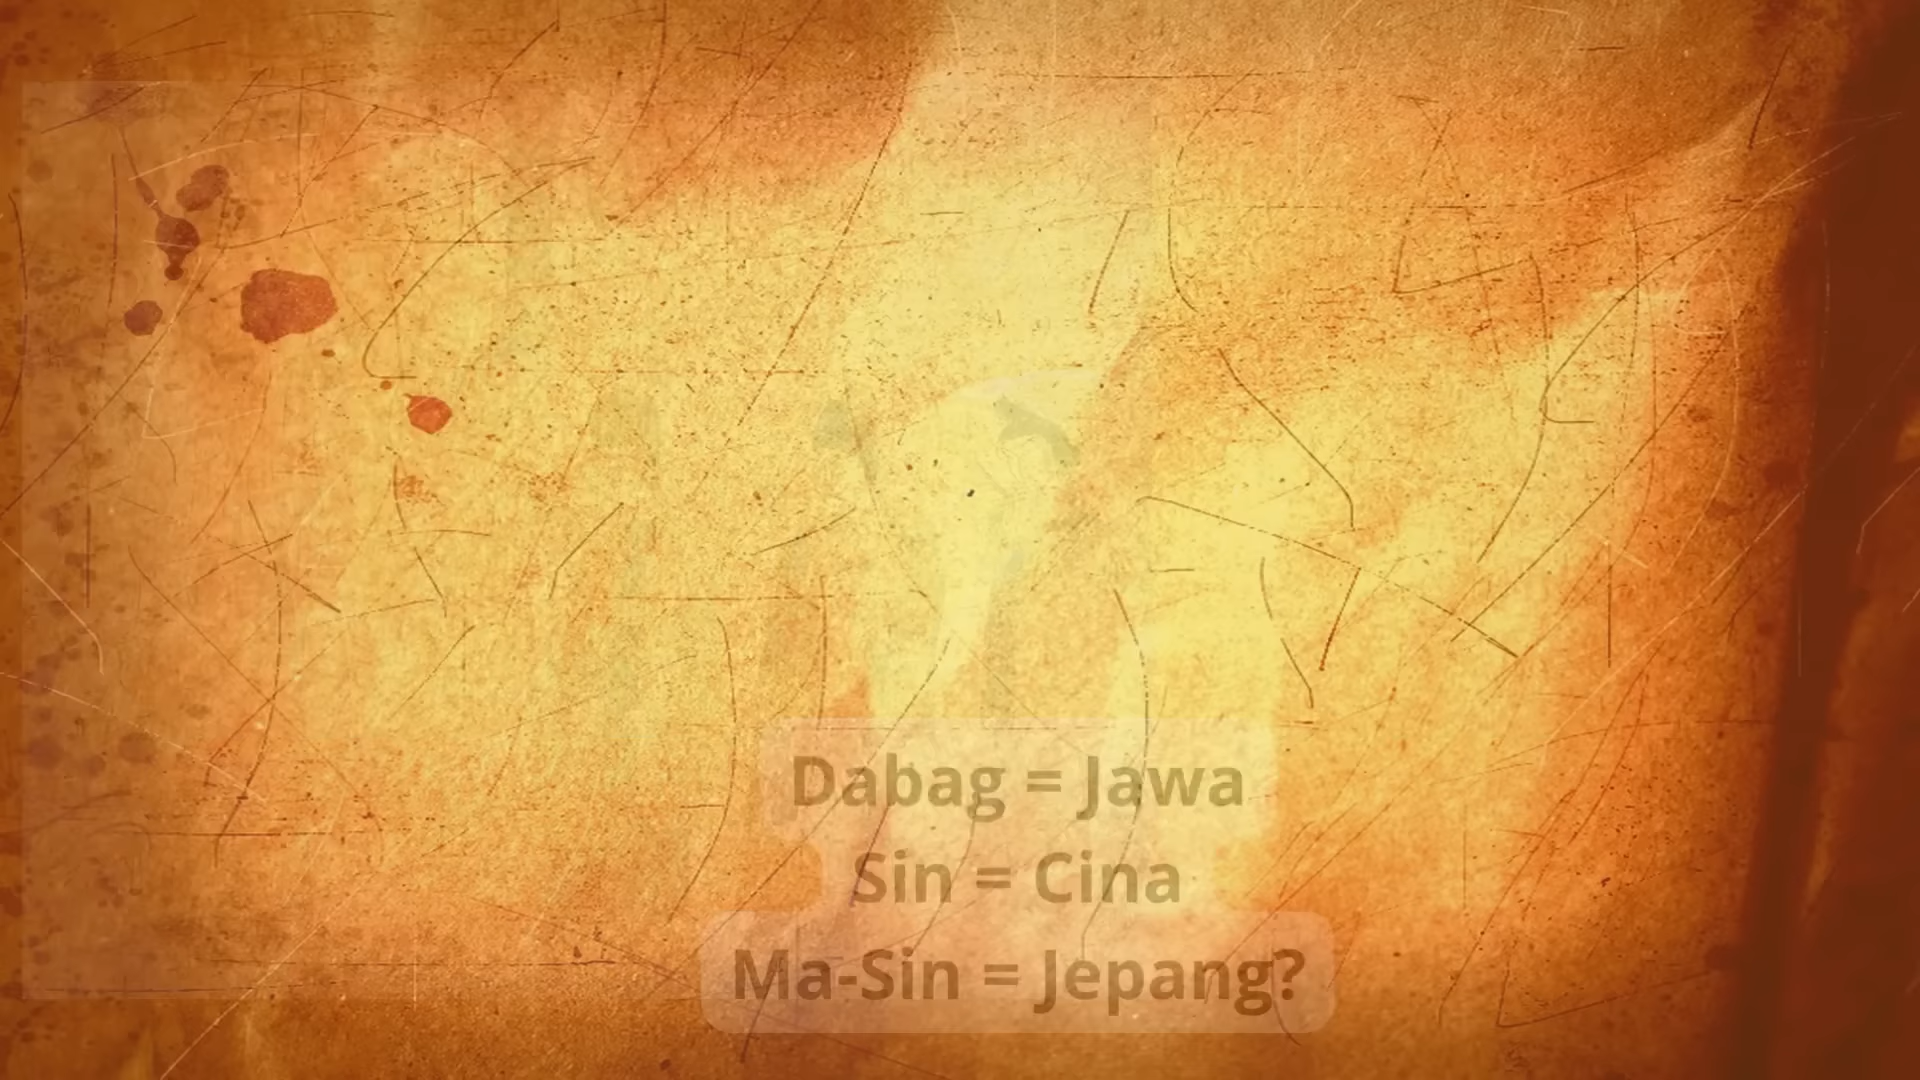 Dabag = Jawa
Sin = Cina
Ma-Sin = Jepang?